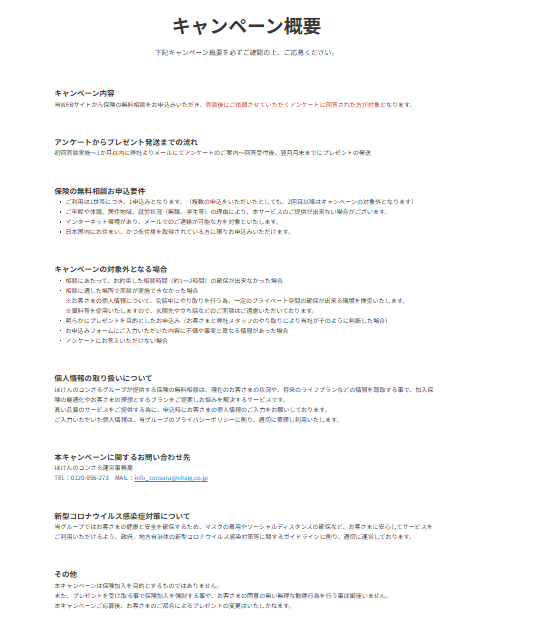 キャンペーン概要
下記キャンペーン概要を必ずご確認の上、ご応募ください。
キャンペーン内容
当WEBサイトから保険の無料相談をお申込みいただき、面談後にご依頼させていただくアンケートに回答された方が対象となります。
アンケートからプレゼント発送までの流れ
初回面談実施〜1か月以内に弊社よりメールにてアンケートのご案内〜回答受付後、翌月月末までにプレゼントの発送
保険の無料相談お申込要件
・ご利用は1世帯につき、1申込みとなります。（複数の申込をいただいたとしても、2回目以降はキャンペーンの対象外となります）
・ご年齢や体調、居住地域、就労状況（無職、学生等）の理由により、本サービスのご提供が出来ない場合がございます。
・インターネット環境があり、メールでのご連絡が可能な方を対象といたします。
・日本国内にお住まい、かつ永住権を取得されている方に限りお申込みいただけます。
キャンペーンの対象外となる場合
・相談にあたって、お約束した相談時間（約1〜2時間）の確保が出来なかった場合
・相談に適した場所で面談が実施できなかった場合
※お客さまの個人情報について、会話中にやり取りを行う為、一定のプライベート空間の確保が出来る環境を推奨いたします。
※資料等を使用いたしますので、玄関先や立ち話などのご面談はご遠慮いただいております。
・明らかにプレゼントを目的としたお申込み（お客さまと弊社スタッフのやり取りにより当社がそのように判断した場合）
・お申込みフォームにご入力いただいた内容に不備や事実と異なる情報があった場合
・アンケートにお答えいただけない場合
個人情報の取り扱いについて
ほけんのコンさるグループが提供する保険の無料相談は、現在のお客さまの状況や、将来のライフプランなどの情報を聴取する事で、加入保
険の最適化やお客さまの理想とするプランをご提案しお悩みを解決するサービスです。
高い品質のサービスをご提供する為に、申込時にお客さまの個人情報のご入力をお願いしております。
ご入力いただいた個人情報は、当グループのプライバシーポリシーに則り、適切に管理し利用いたします。
本キャンペーンに関するお問い合わせ先
ほけんのコンさる運営事務局
TEL：0120-956-273　MAIL：info_consaru@nhsig.co.jp
新型コロナウイルス感染症対策について
当グループではお客さまの健康と安全を確保するため、マスクの着用やソーシャルディスタンスの確保など、お客さまに安心してサービスを
ご利用いただけるよう、政府、地方自治体の新型コロナウイルス感染対策等に関するガイドラインに則り、適切に運営しております。
その他
本キャンペーンは保険加入を目的とするものではありません。
また、プレゼントを受け取る事で保険加入を強制する事や、お客さまの同意の無い無理な勧誘行為を行う事は御座いません。
本キャンペーンご応募後、お客さまのご都合によるプレゼントの変更はいたしかねます。